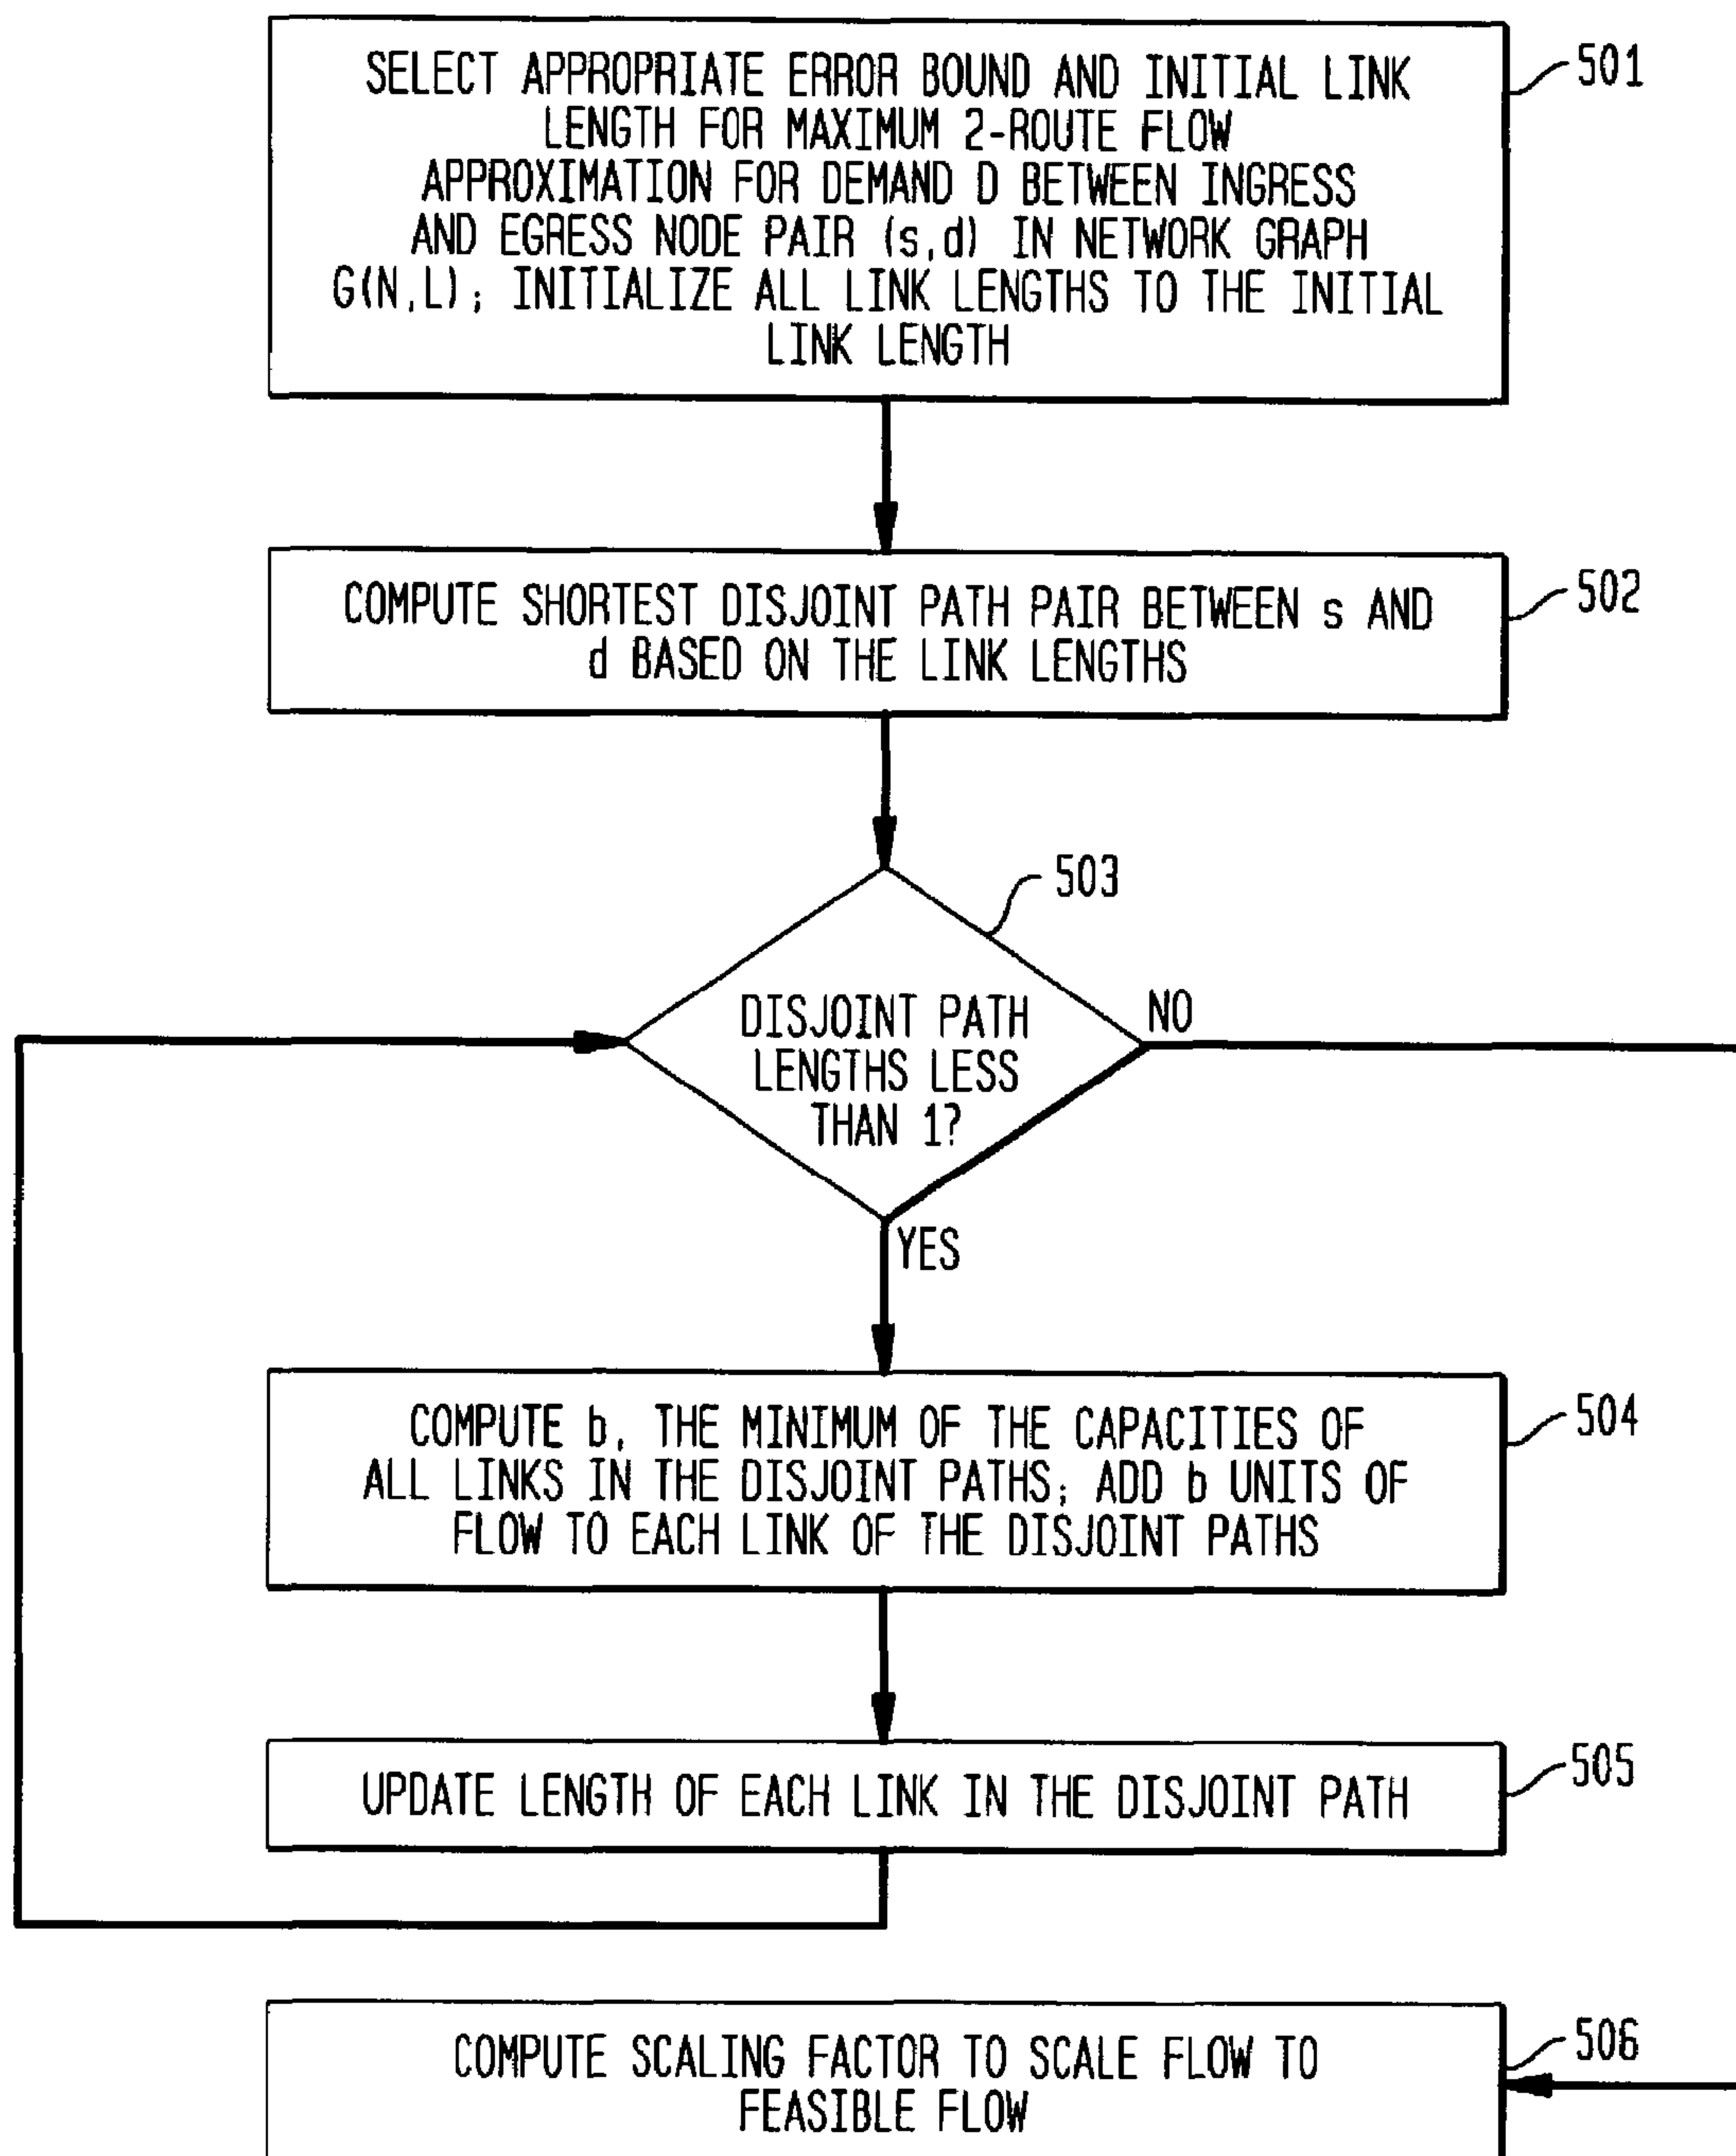 SELECT APPROPRIATE ERROR BOUND AND INITIAL LINK
LENGTH FOR MAXIMUM 2-ROUTE FLOW
APPROXIMATION FOR DEMAND D BETWEEN INGRESS
AND EGRESS NODE PAIR (s,d) IN NETWORK GRAPH
G(N,L); INITIALIZE ALL LINK LENGTHS TO THE INITIAL
LINK LENGTH
501
COMPUTE SHORTEST DISJOINT PATH PAIR BETWEEN s AND
d BASED ON THE LINK LENGTHS
502
503
DISJOINT PATH
LENGTHS LESS
THAN 1?
NO
YES
COMPUTE b, THE MINIMUM OF THE CAPACITIES OF
ALL LINKS IN THE DISJOINT PATHS; ADD b UNITS OF
FLOW TO EACH LINK OF THE DISJOINT PATHS
504
UPDATE LENGTH OF EACH LINK IN THE DISJOINT PATH
505
COMPUTE SCALING FACTOR TO SCALE FLOW TO
FEASIBLE FLOW
506